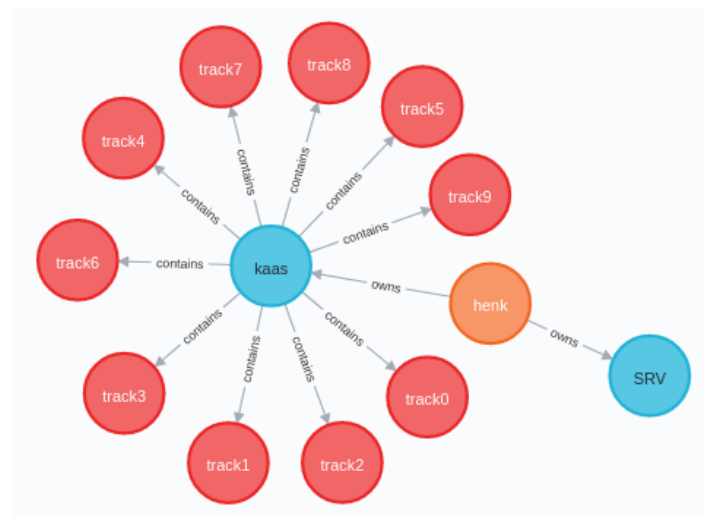 track8
track7
track5
contains
contains
track4
contains
track9
contains
contains
contains
track6
kaas
owns
henk
contains
contains
owns
contains
contains
SRV
track3
track0
track1
track2